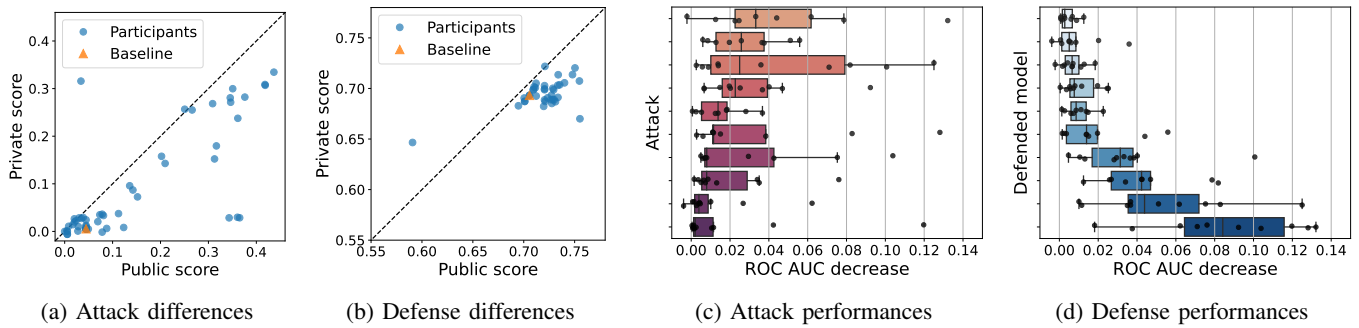 Participants
Baseline
Private score
0.4
0.3
0.2
0.1
0.0
0.0 0.1 0.2 0.3 0.4
Public score
(a) Attack differences
Participants
Baseline
Private score
0.75
0.70
0.65
0.60
0.55
0.55 0.60 0.65 0.70 0.75
Public score
(b) Defense differences
Attack
0.00 0.02 0.04 0.06 0.08 0.10 0.12 0.14
ROC AUC decrease
(c) Attack performances
Defended model
0.00 0.02 0.04 0.06 0.08 0.10 0.12 0.14
ROC AUC decrease
(d) Defense performances